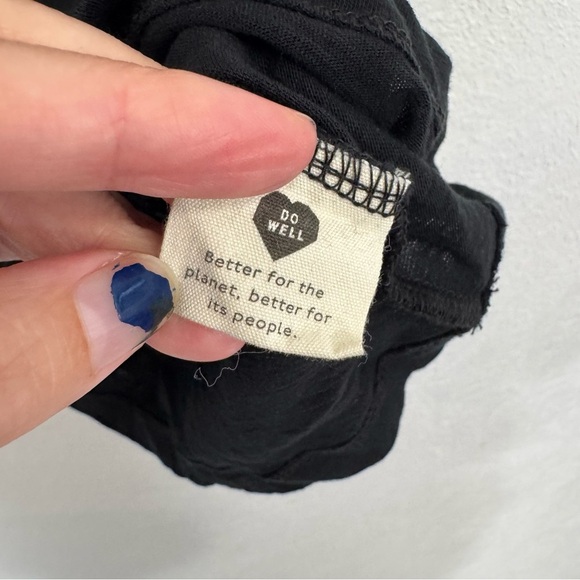 DO
WELL
Better for the
planet, better for
its people.